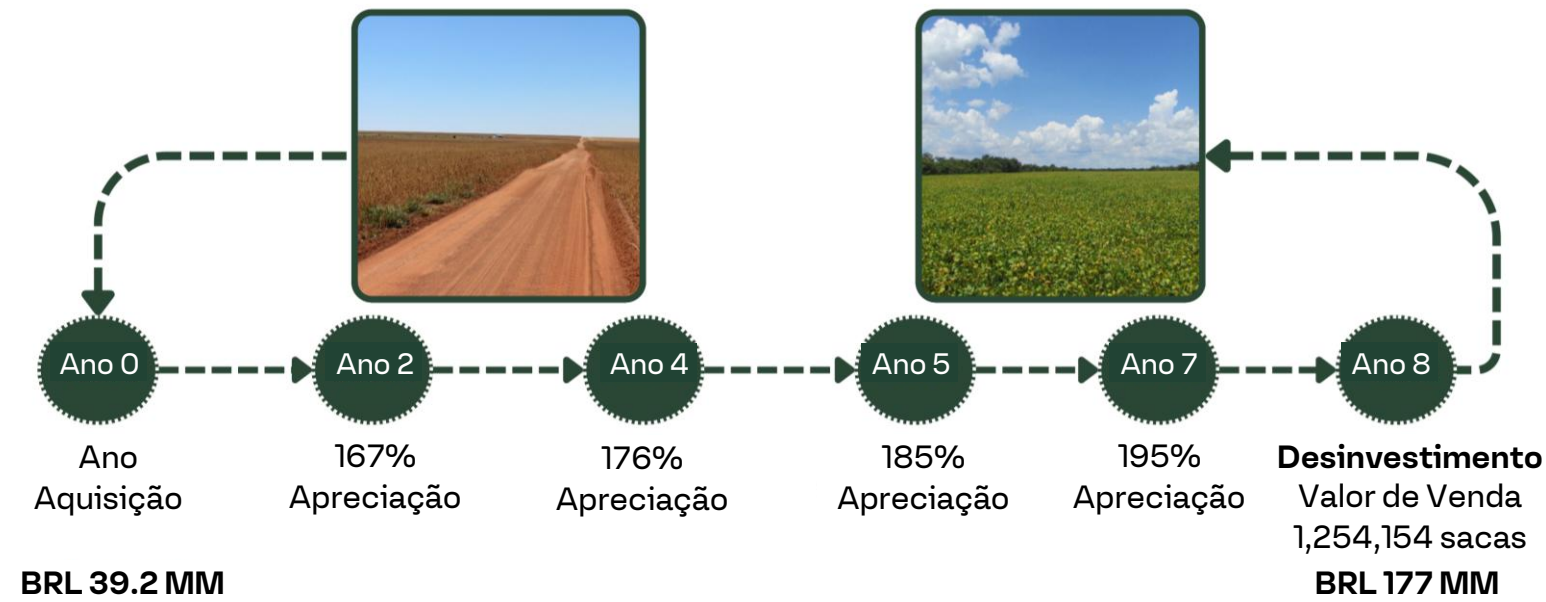 Ano 0
Ano 2
Ano 4
Ano 5
Ano 7
Ano 8
Ano
Aquisição
BRL 39.2 MM
167%
Apreciação
176%
Apreciação
185%
Apreciação
195%
Apreciação
Desinvestimento
Valor de Venda
1,254,154 sacas
BRL 177 MM